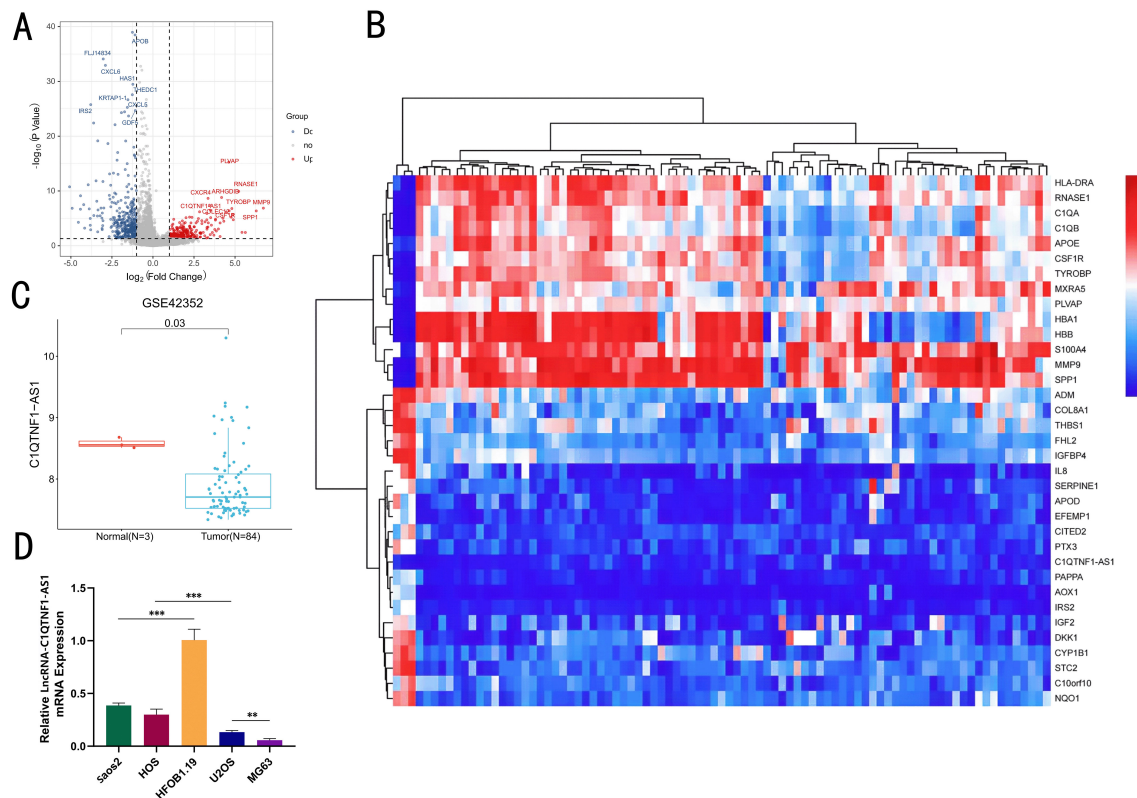 A
40
30
20
10
0
-log10 (P Value)
-5.0
-2.5
0.0
2.5
5.0
log2 (Fold Change)
APOB
FLJ14834
CXCL6
HAS1
HHEDC1
KRTAP1-1
CXCL5
IRS2
GDF5
PLVAP
RNASE1
CXCR4
ARHGDIB
C1QTNF1-AS1
TYROBP
MMP9
SPP1
Group
no
B
HLA-DRA
RNASE1
C1QA
C1QB
APOE
CSF1R
TYROBP
MXRA5
PLVAP
HBA1
HBB
S100A4
MMP9
SPP1
ADM
COL8A1
THBS1
FHL2
IGFBP4
IL8
SERPINE1
APOD
EFEMP1
CITED2
PTX3
C1QTNF1-AS1
PAPPA
AOX1
IRS2
IGF2
DKK1
CYP1B1
STC2
C10orf10
NQO1
C
GSE42352
0.03
10
9
8
C1QTNF1-AS1
Normal(N=3)
Tumor(N=84)
D
Relative LncRNA-C1QTNF1-AS1
mRNA Expression
1.5
1.0
0.5
0.0
***
***
**
Saos2
HOS
HFOB1.19
U2OS
MG63